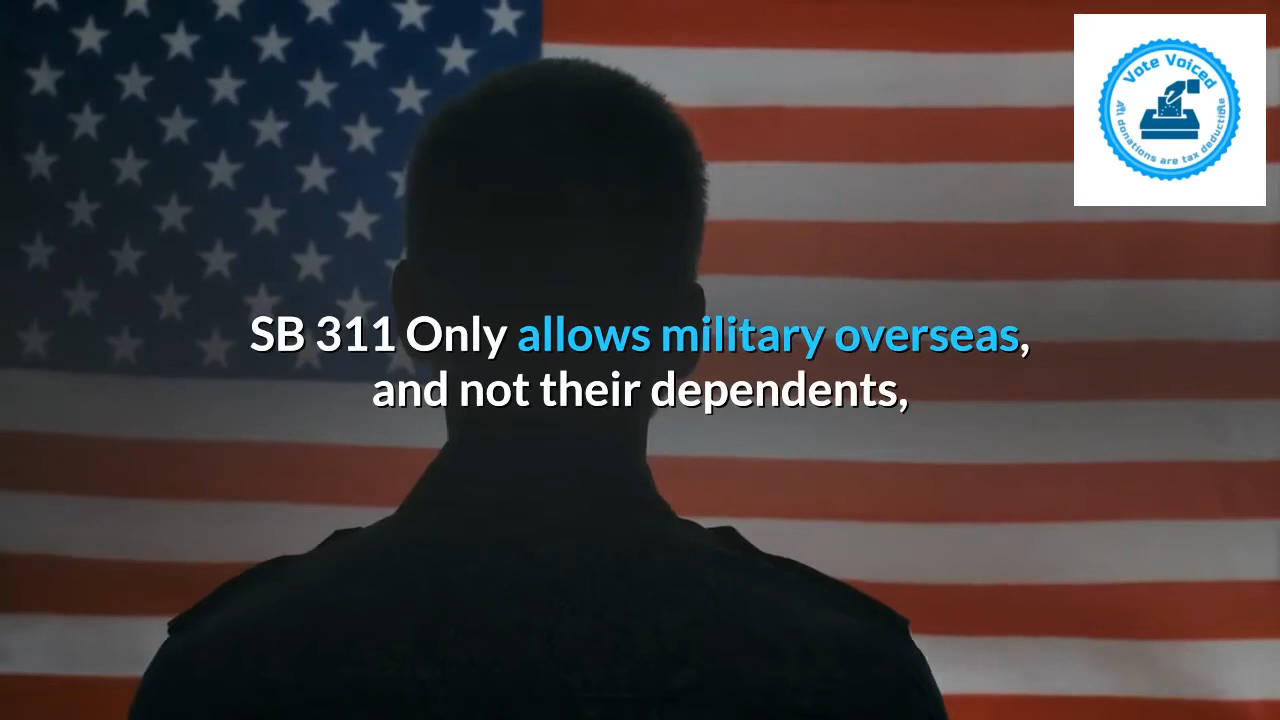 Vote Voiced
All donations are tax deductible
SB 311 Only allows military overseas,
and not their dependents,